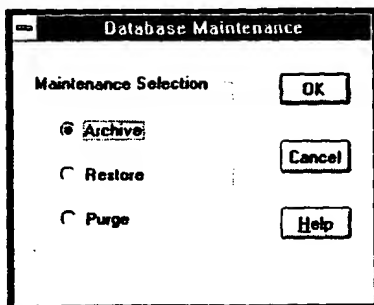 Database Maintenance
Maintenance Selection
OK
Archive
Cancel
Restore
Purge
Help